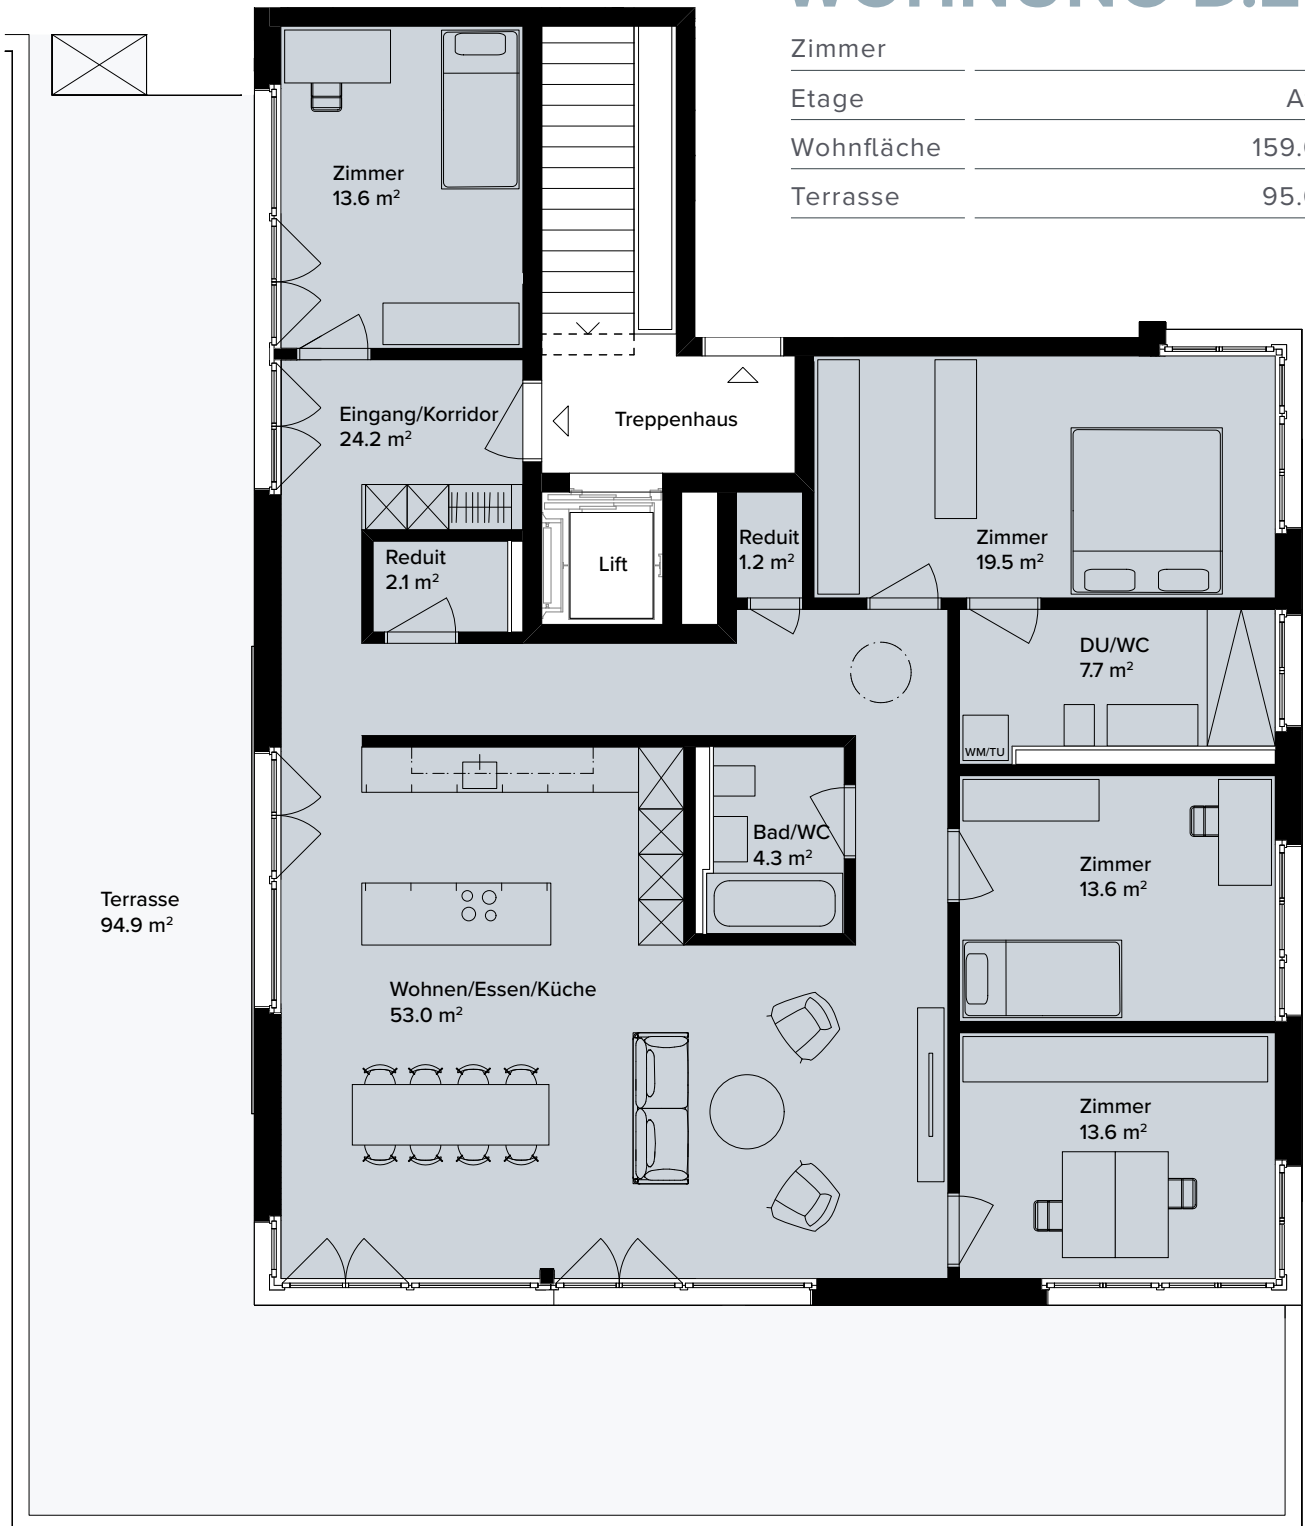 WOHNUNG
Zimmer
Etage
Wohnfläche 159.
Terrasse 95.
Zimmer
13.6 m²
Eingang/Korridor
24.2 m²
Treppenhaus
Reduit
2.1 m²
Lift
Reduit
1.2 m²
Zimmer
19.5 m²
DU/WC
7.7 m²
WM/TU
Bad/WC
4.3 m²
Zimmer
13.6 m²
Terrasse
94.9 m²
Wohnen/Essen/Küche
53.0 m²
Zimmer
13.6 m²